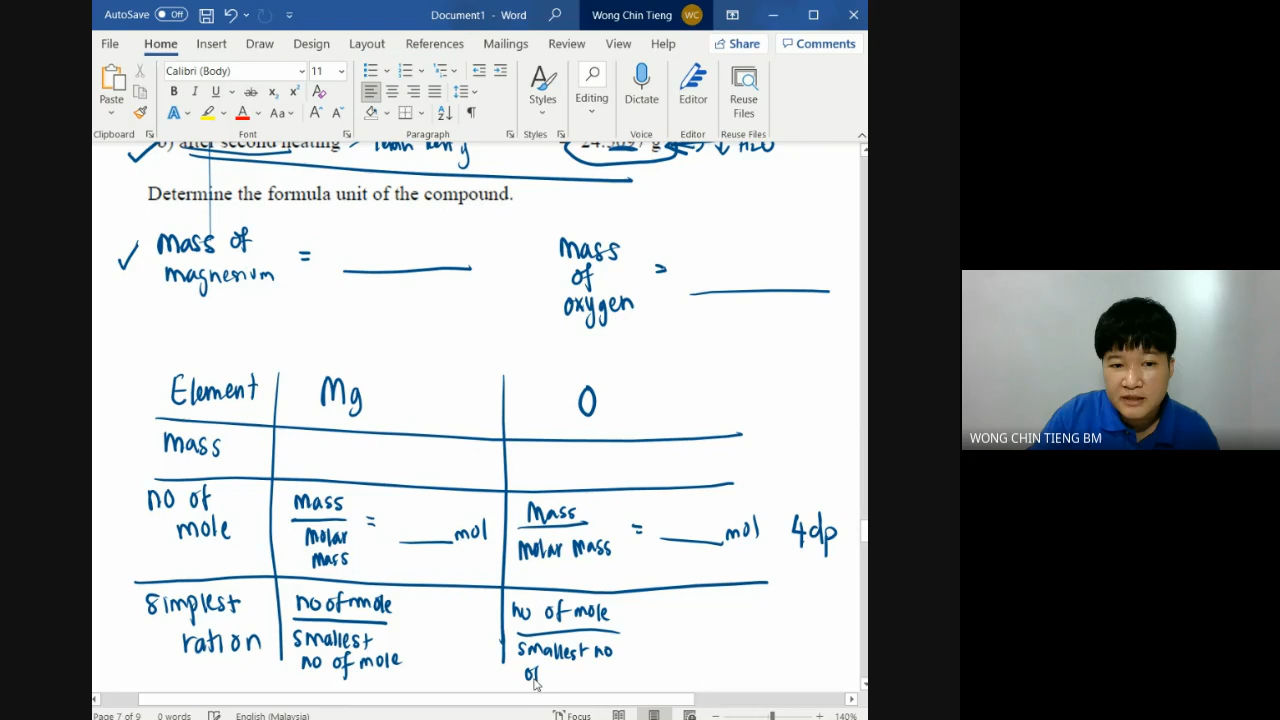 AutoSave Off Document1 - Word Wong Chin Tieng WC
File Home Insert Draw Design Layout References Mailings Review View Help Share Comments
Calibri (Body) 11
Paste Styles Editing Dictate Editor Reuse Files
Clipboard Font Paragraph Styles Voice Editor Reuse Files
b) after second heating
Determine the formula unit of the compound.
Mass of magnesium = 
Mass of oxygen =
Element Mg O
Mass
no of mole Mass / Molar Mass = ___ mol Mass / Molar Mass = ___ mol 4dp
Simplest ration no of mole / Smallest no of mole no of mole / Smallest no of
WONG CHIN TIENG BM
Page 7 of 9 0 words English (Malaysia) Focus 140%